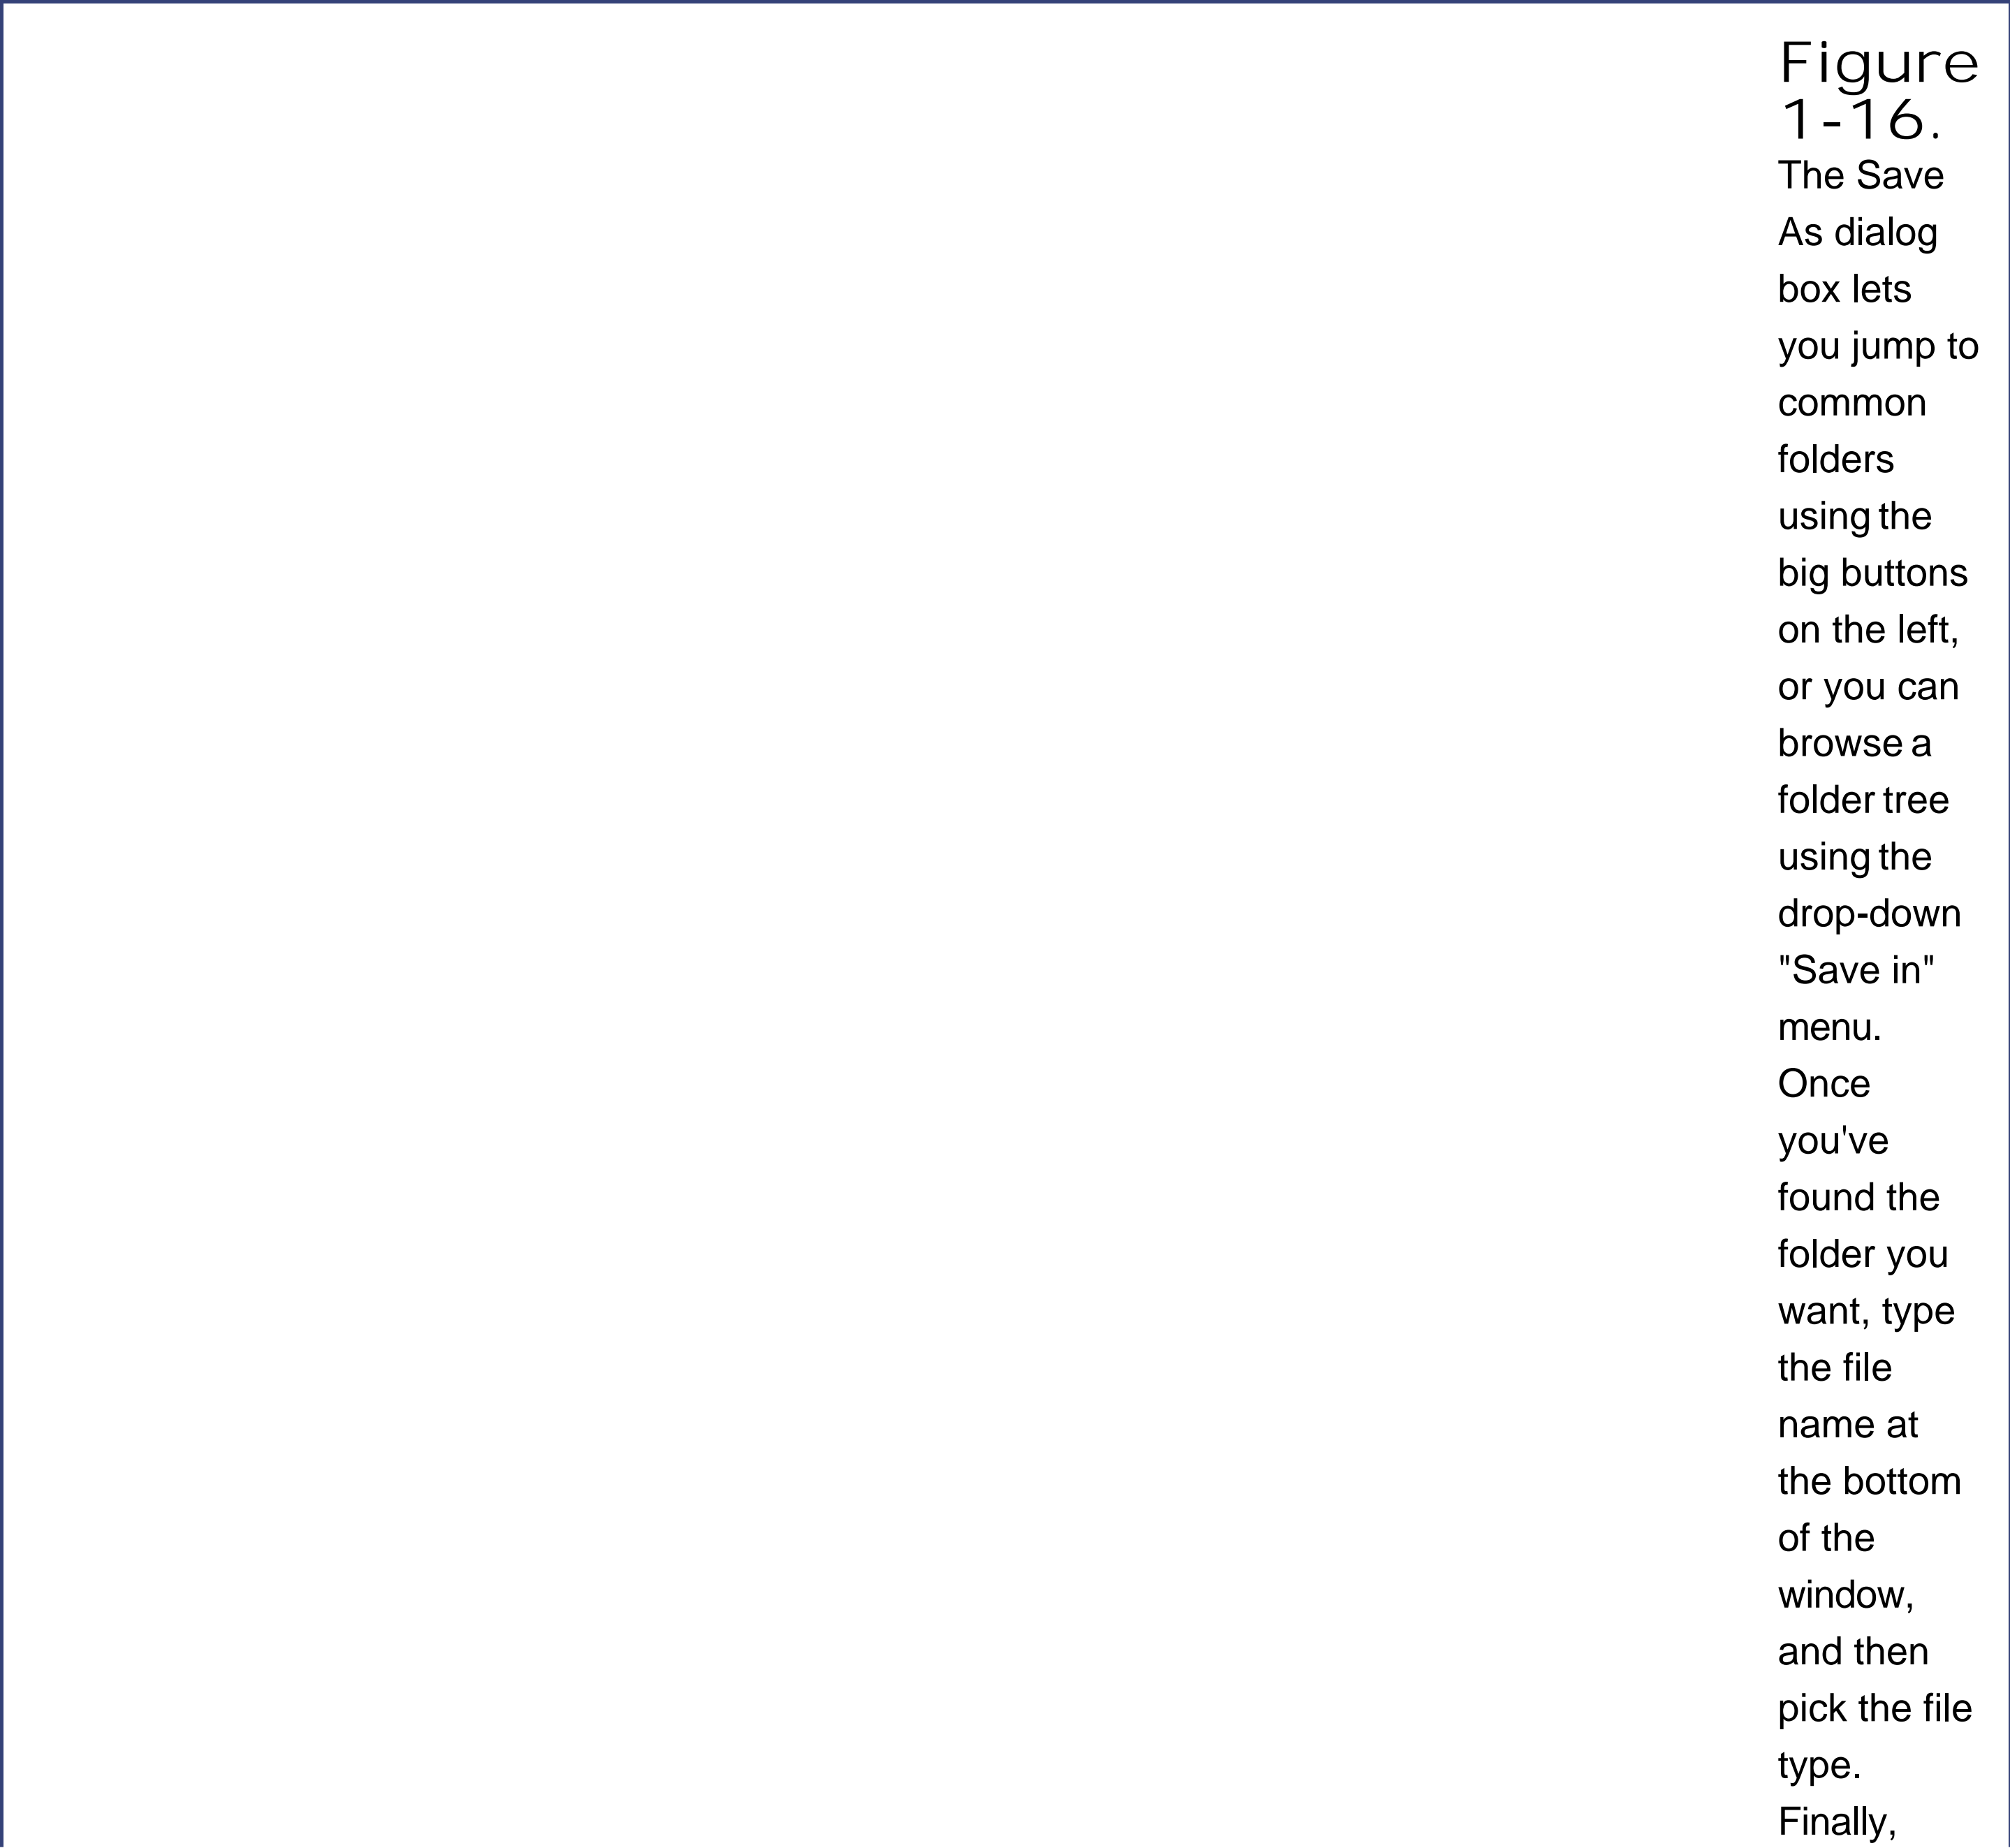 Figure
1-16.
The Save
As dialog
box lets
you jump to
common
folders
using the
big buttons
on the left,
or you can
browse a
folder tree
using the
drop-down
"Save in"
menu.
Once
you've
found the
folder you
want, type
the file
name at
the bottom
of the
window,
and then
pick the file
type.
Finally,